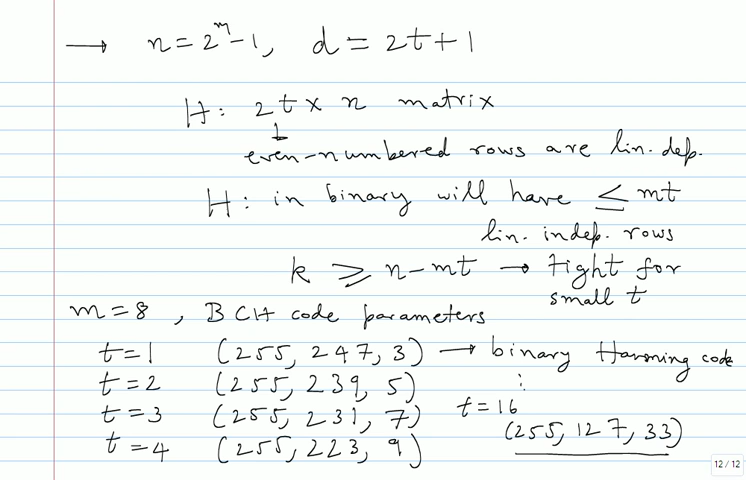 → n = 2^m - 1, d = 2t + 1
H: 2t × n matrix
↓
even-numbered rows are lin. dep.
H: in binary will have ≤ mt
lin. indep. rows
k ≥ n - mt → tight for
small t
m = 8, BCH code parameters
t = 1 (255, 247, 3) → binary Hamming code
t = 2 (255, 239, 5) ⋮
t = 3 (255, 231, 7) t = 16
t = 4 (255, 223, 9) (255, 127, 33)
12 / 12